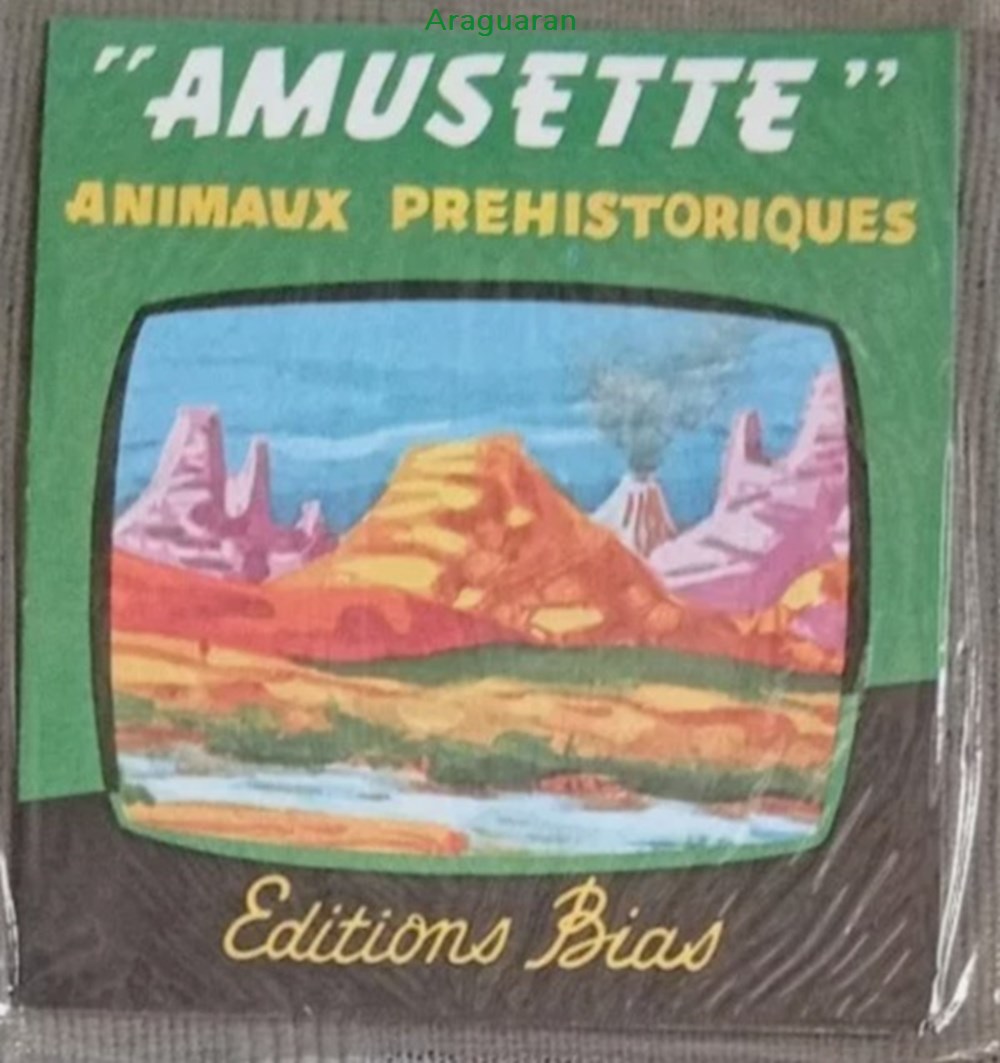 Araguaran
"AMUSETTE"
ANIMAUX PREHISTORIQUES
Editions Bias